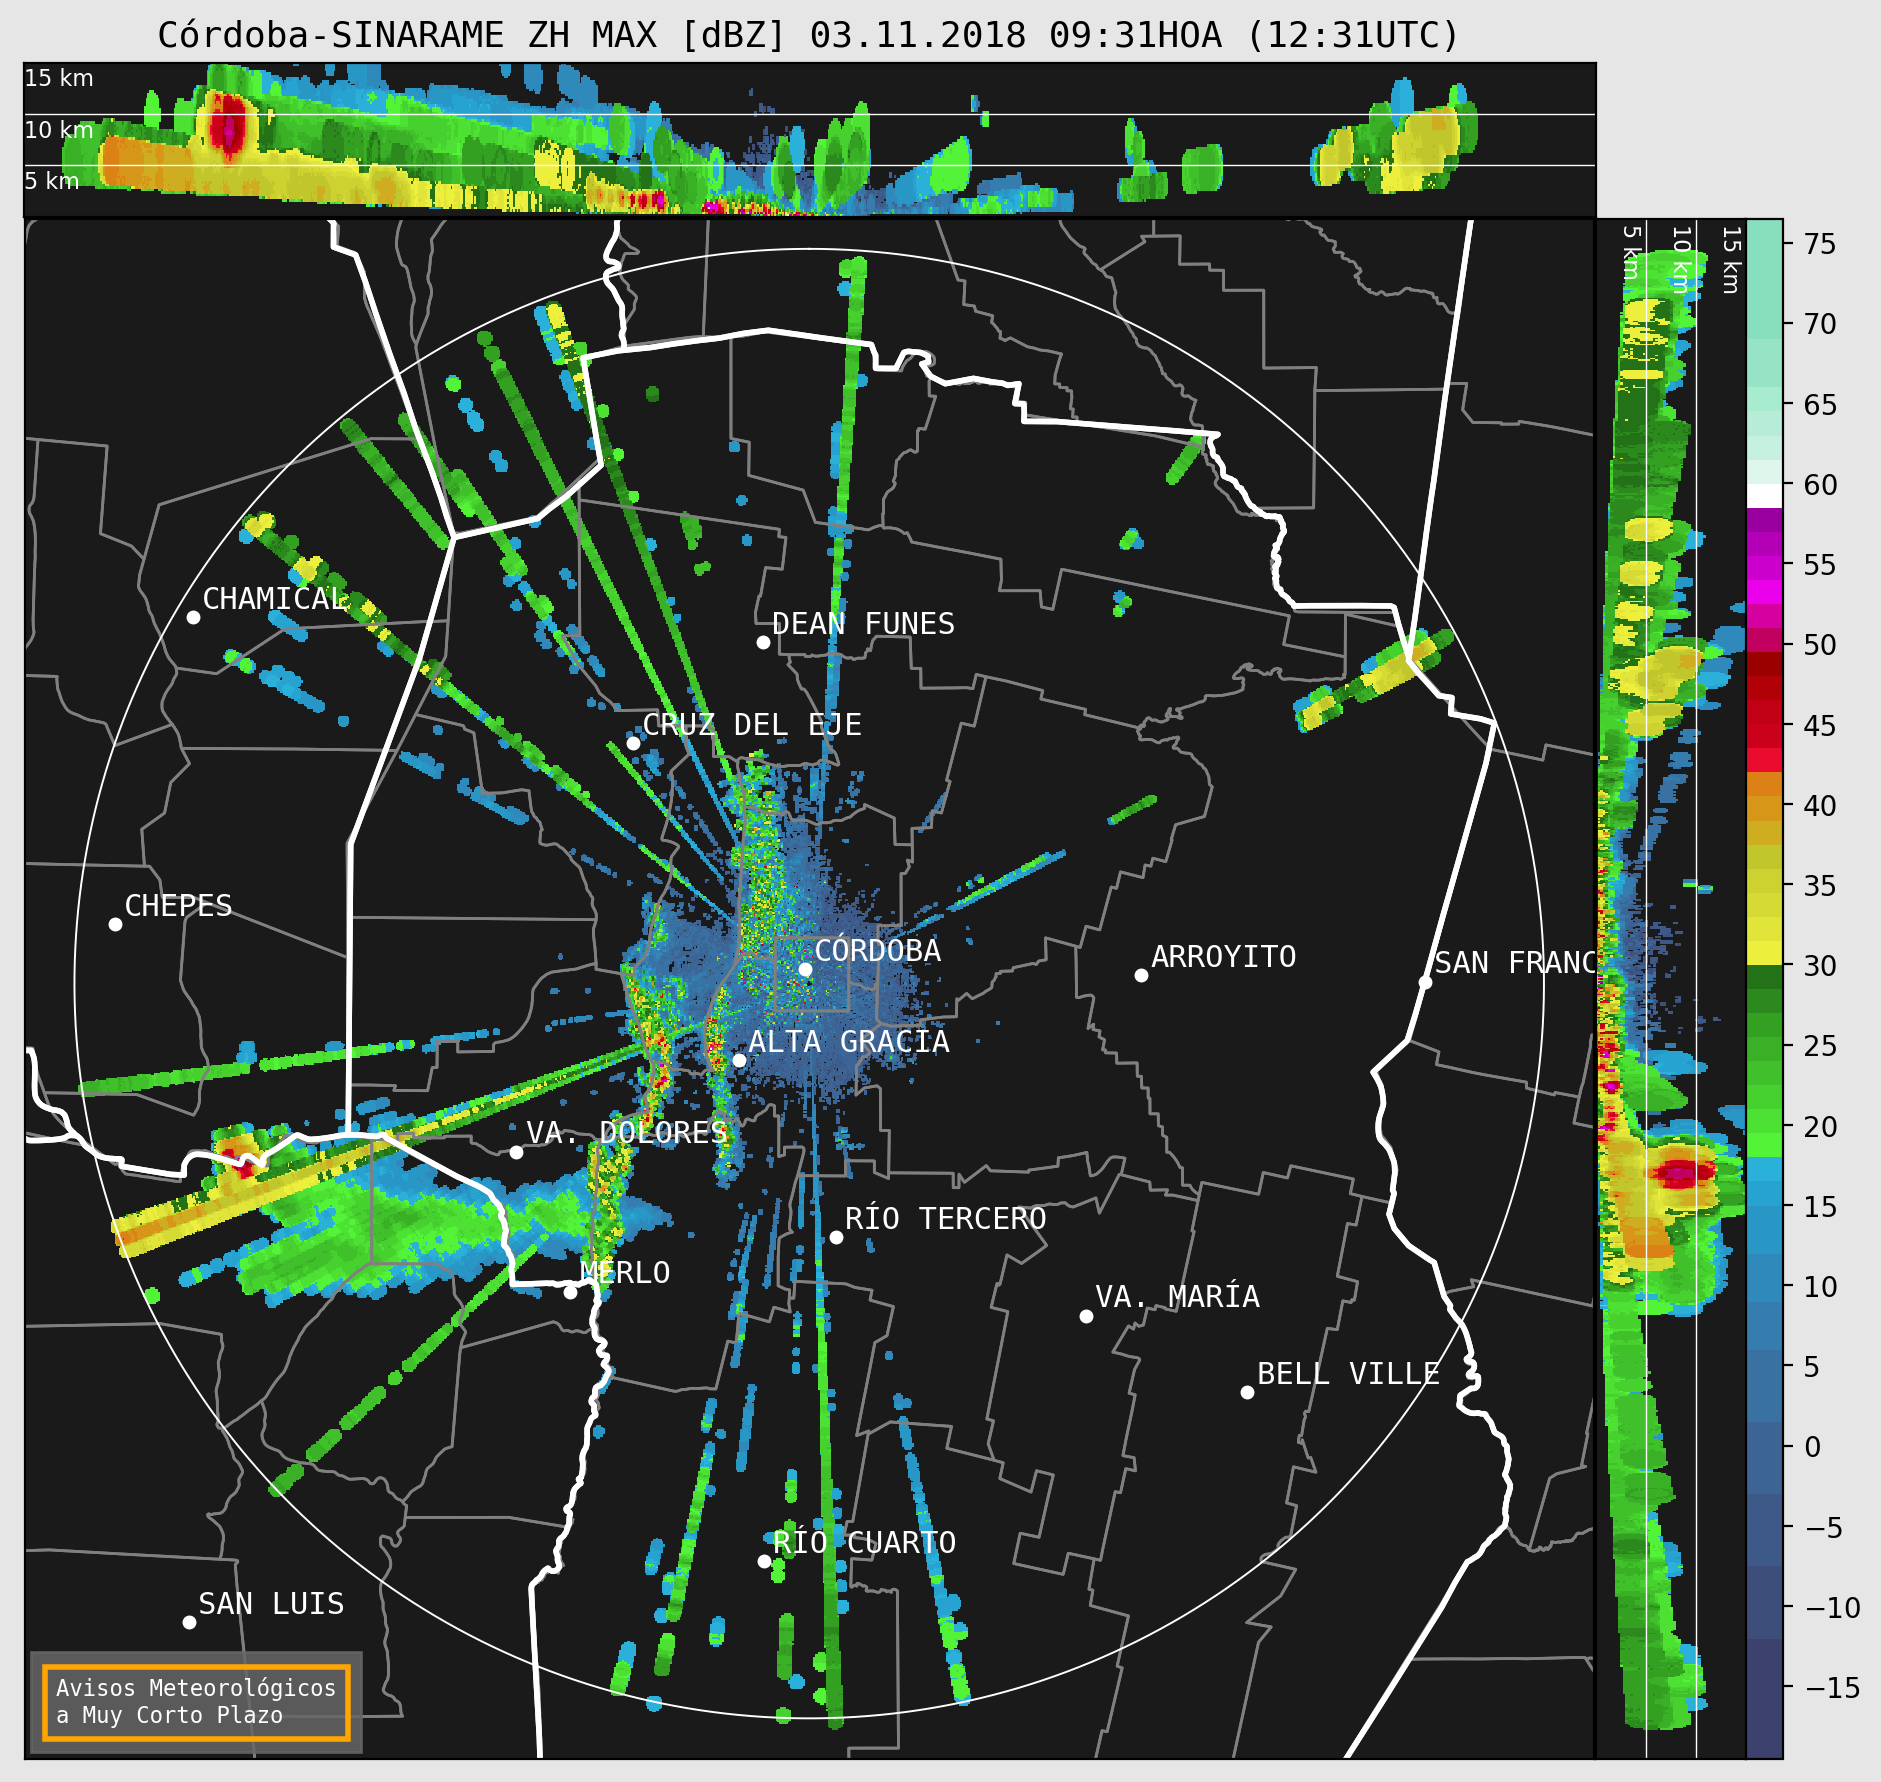 Córdoba-SINARAME ZH MAX [dBZ] 03.11.2018 09:31HOA (12:31UTC)
15 km
10 km
5 km
5 km
10 km
15 km
75
70
65
60
55
50
45
40
35
30
25
20
15
10
5
0
−5
−10
−15
CHAMICAL
DEAN FUNES
CRUZ DEL EJE
CHEPES
CÓRDOBA
ARROYITO
SAN FRANC
ALTA GRACIA
VA. DOLORES
RÍO TERCERO
MERLO
VA. MARÍA
BELL VILLE
RÍO CUARTO
SAN LUIS
Avisos Meteorológicos
a Muy Corto Plazo